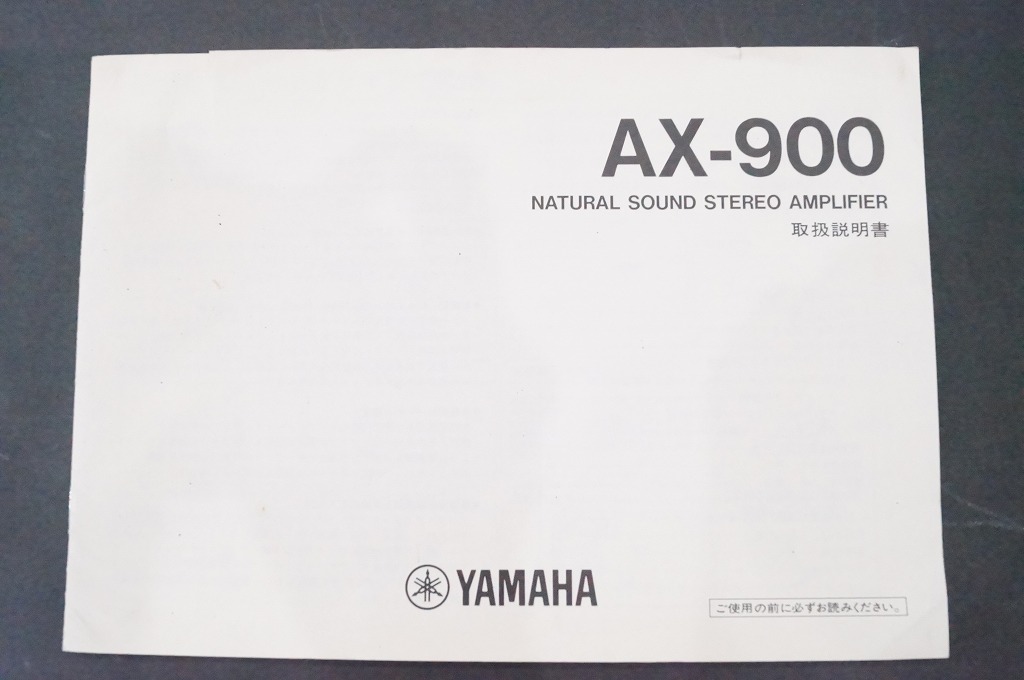 AX-900
NATURAL SOUND STEREO AMPLIFIER
取扱説明書
YAMAHA
ご使用の前に必ずお読みください。